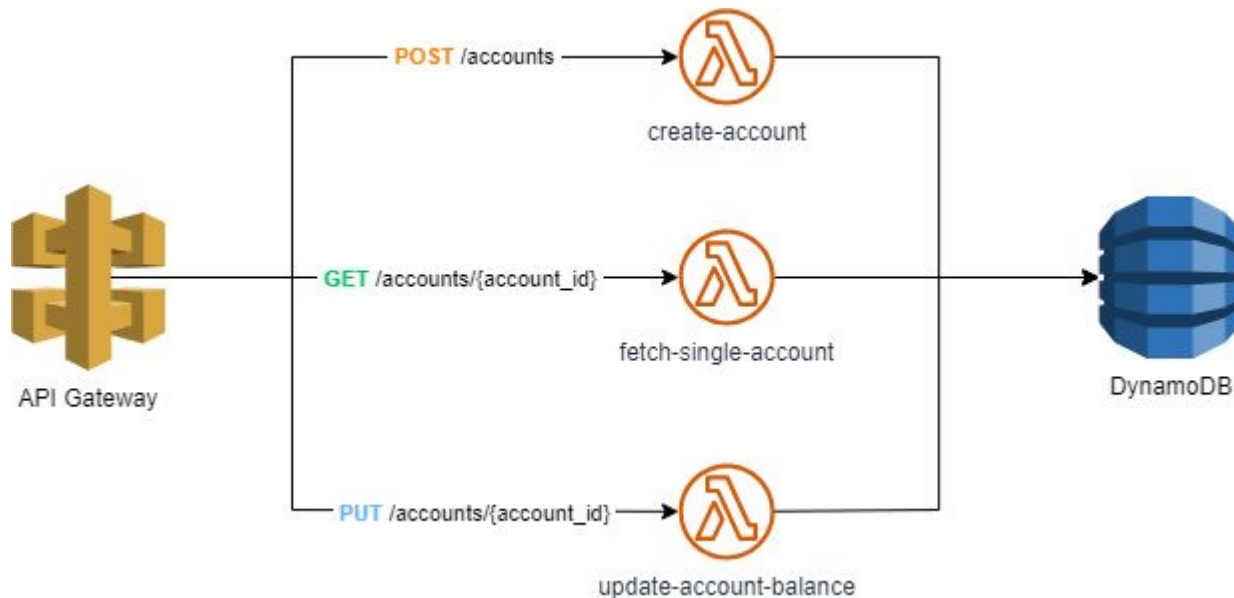 POST /accounts
create-account
API Gateway
GET /accounts/{account_id}
fetch-single-account
DynamoDB
PUT /accounts/{account_id}
update-account-balance